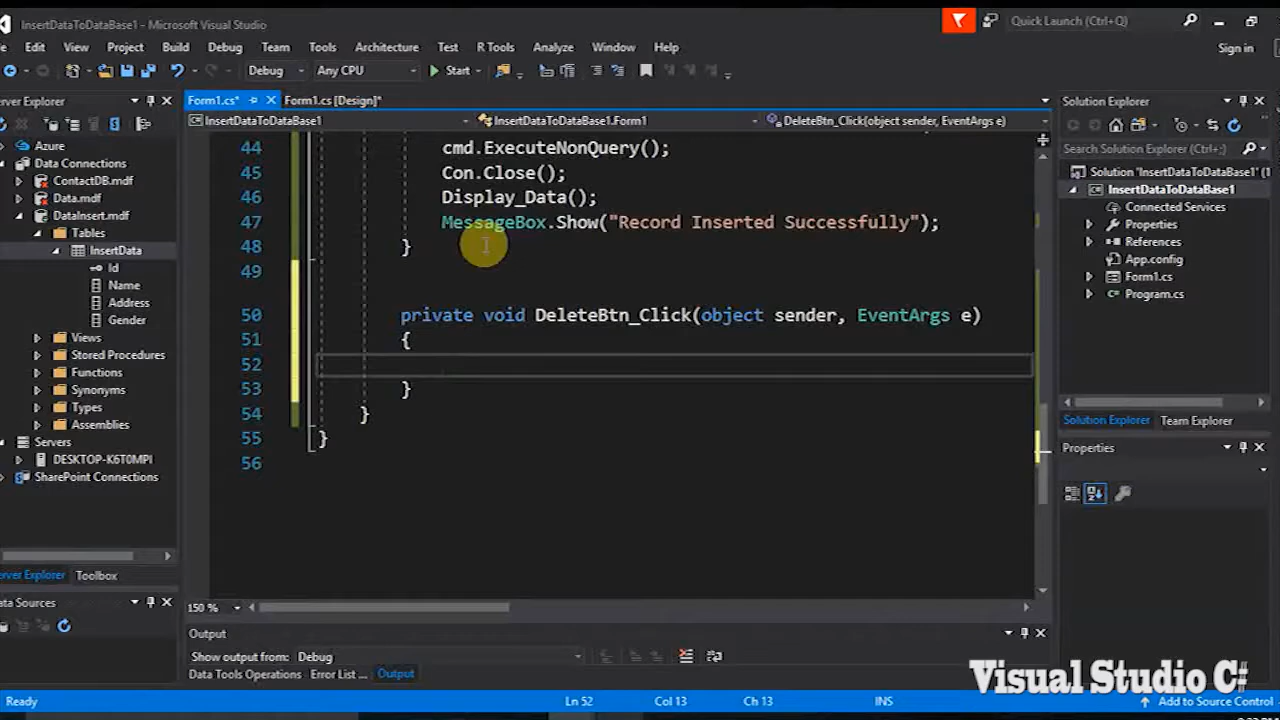 InsertDataToDataBase1 - Microsoft Visual Studio
Quick Launch (Ctrl+Q)
Edit View Project Build Debug Team Tools Architecture Test R Tools Analyze Window Help
Sign in
Debug Any CPU Start
erver Explorer
Form1.cs* Form1.cs [Design]*
Solution Explorer
InsertDataToDataBase1 InsertDataToDataBase1.Form1 DeleteBtn_Click(object sender, EventArgs e)
Azure
Data Connections
ContactDB.mdf
Data.mdf
DataInsert.mdf
Tables
InsertData
Id
Name
Address
Gender
Views
Stored Procedures
Functions
Synonyms
Types
Assemblies
Servers
DESKTOP-K6T0MPI
SharePoint Connections
44 cmd.ExecuteNonQuery();
45 Con.Close();
46 Display_Data();
47 MessageBox.Show("Record Inserted Successfully");
48 }
49
50 private void DeleteBtn_Click(object sender, EventArgs e)
51 {
52
53 }
54 }
55 }
56
Search Solution Explorer
Solution 'InsertDataToDataBase1' (1
InsertDataToDataBase1
Connected Services
Properties
References
App.config
Form1.cs
Program.cs
Solution Explorer Team Explorer
Properties
erver Explorer Toolbox
ata Sources
150 %
Output
Show output from: Debug
Data Tools Operations Error List ... Output
Visual Studio C#
Ready Ln 52 Col 13 Ch 13 INS Add to Source Control